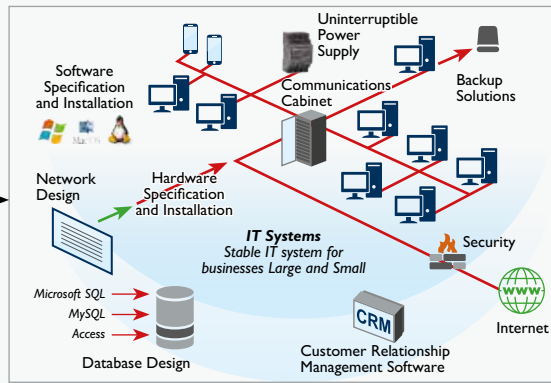 Uninterruptible
Power
Supply
Software
Specification
and Installation
Mac OS
Communications
Cabinet
Backup
Solutions
Network
Design
Hardware
Specification
and Installation
IT Systems
Stable IT system for
businesses Large and Small
Security
WWW
Internet
Microsoft SQL
MySQL
Access
Database Design
CRM
Customer Relationship
Management Software